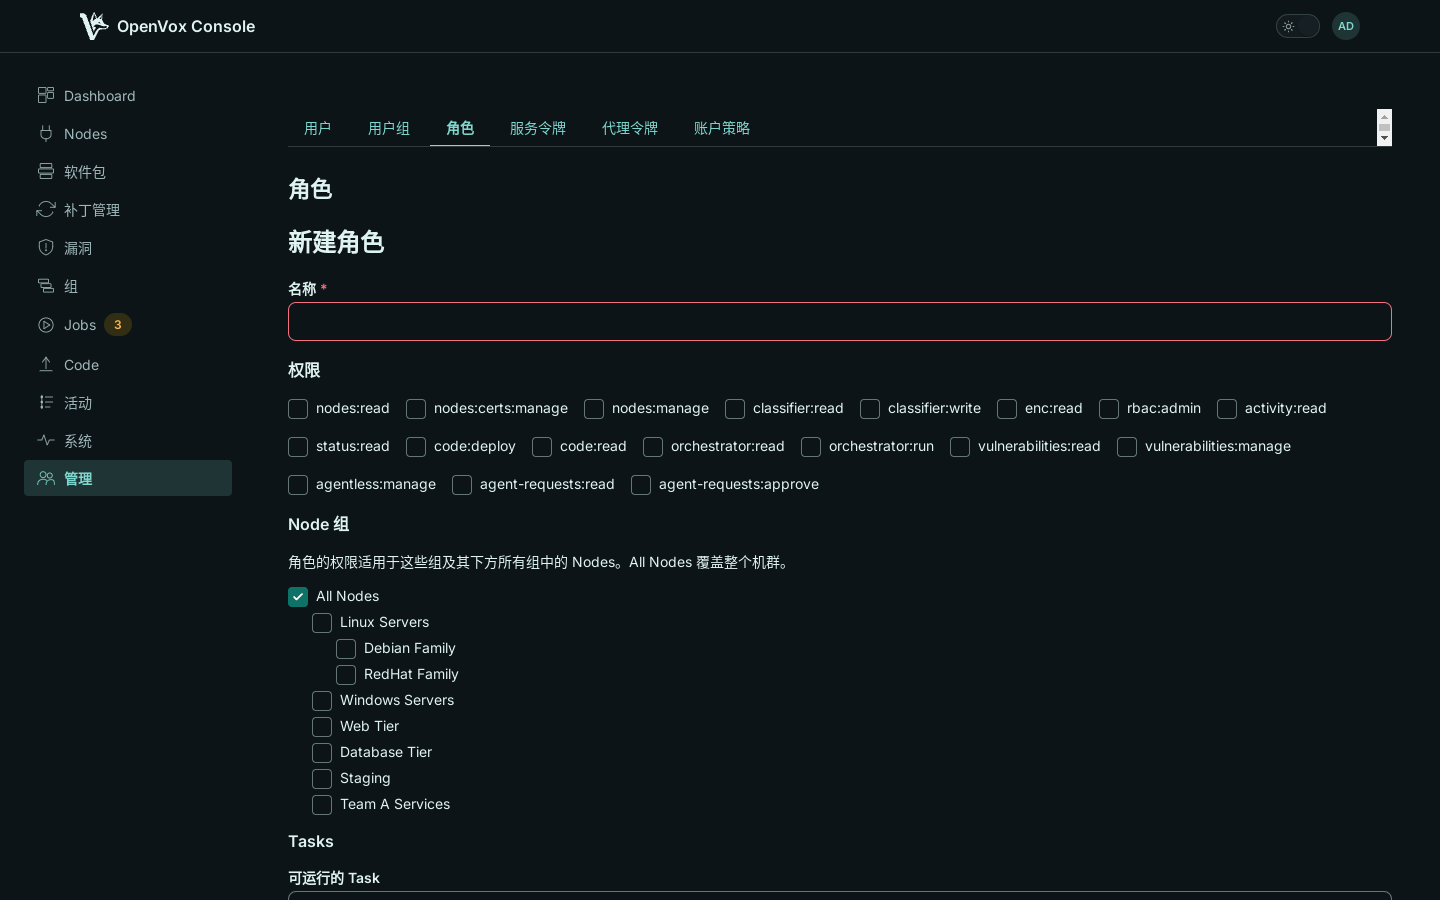 OpenVox Console
AD
Dashboard
Nodes
软件包
补丁管理
漏洞
组
Jobs 3
Code
活动
系统
管理
用户 用户组 角色 服务令牌 代理令牌 账户策略
角色
新建角色
名称 *
权限
nodes:read nodes:certs:manage nodes:manage classifier:read classifier:write enc:read rbac:admin activity:read
status:read code:deploy code:read orchestrator:read orchestrator:run vulnerabilities:read vulnerabilities:manage
agentless:manage agent-requests:read agent-requests:approve
Node 组
角色的权限适用于这些组及其下方所有组中的 Nodes。All Nodes 覆盖整个机群。
All Nodes
Linux Servers
Debian Family
RedHat Family
Windows Servers
Web Tier
Database Tier
Staging
Team A Services
Tasks
可运行的 Task